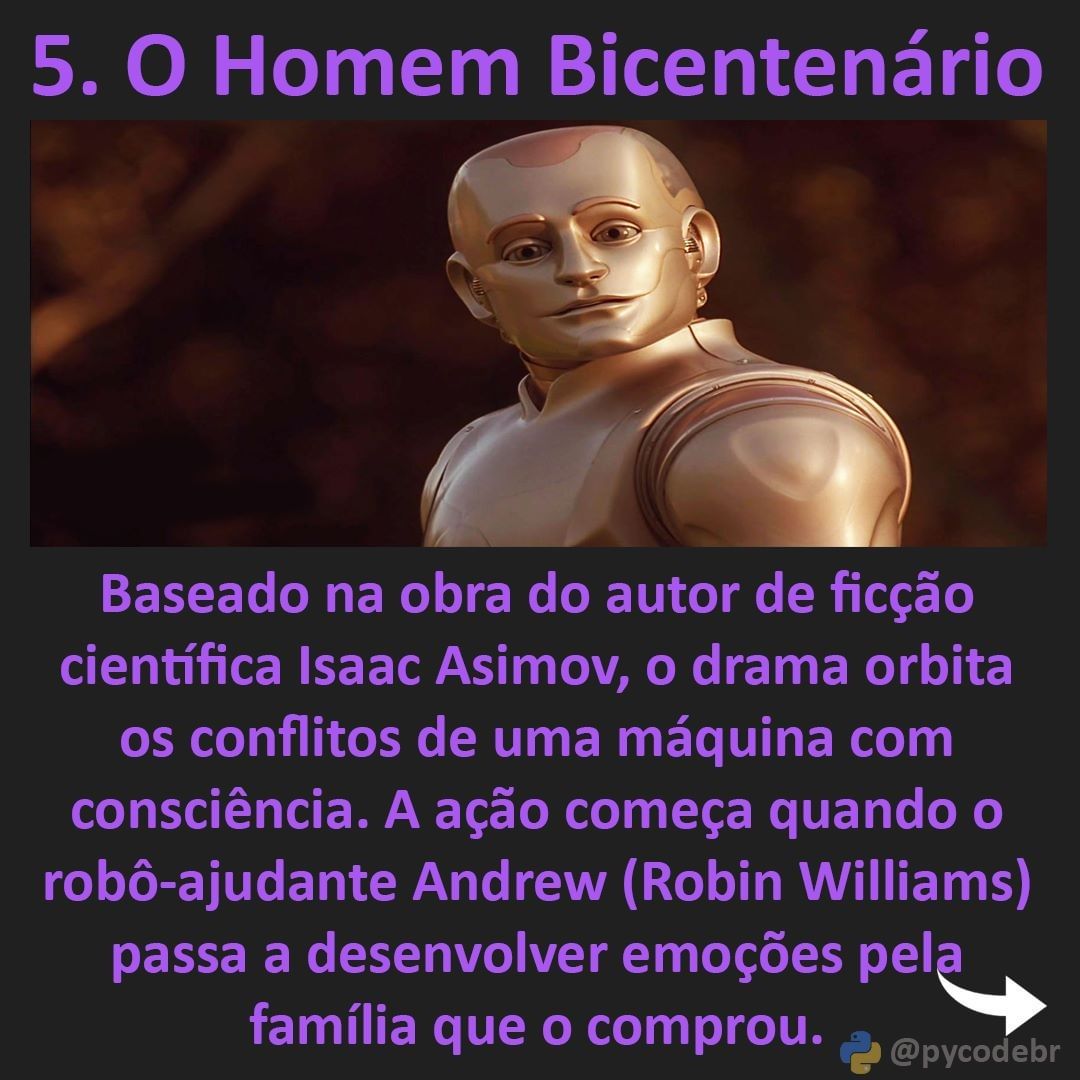 5. O Homem Bicentenário
Baseado na obra do autor de ficção
científica Isaac Asimov, o drama orbita
os conflitos de uma máquina com
consciência. A ação começa quando o
robô-ajudante Andrew (Robin Williams)
passa a desenvolver emoções pela
família que o comprou.
@pycodebr